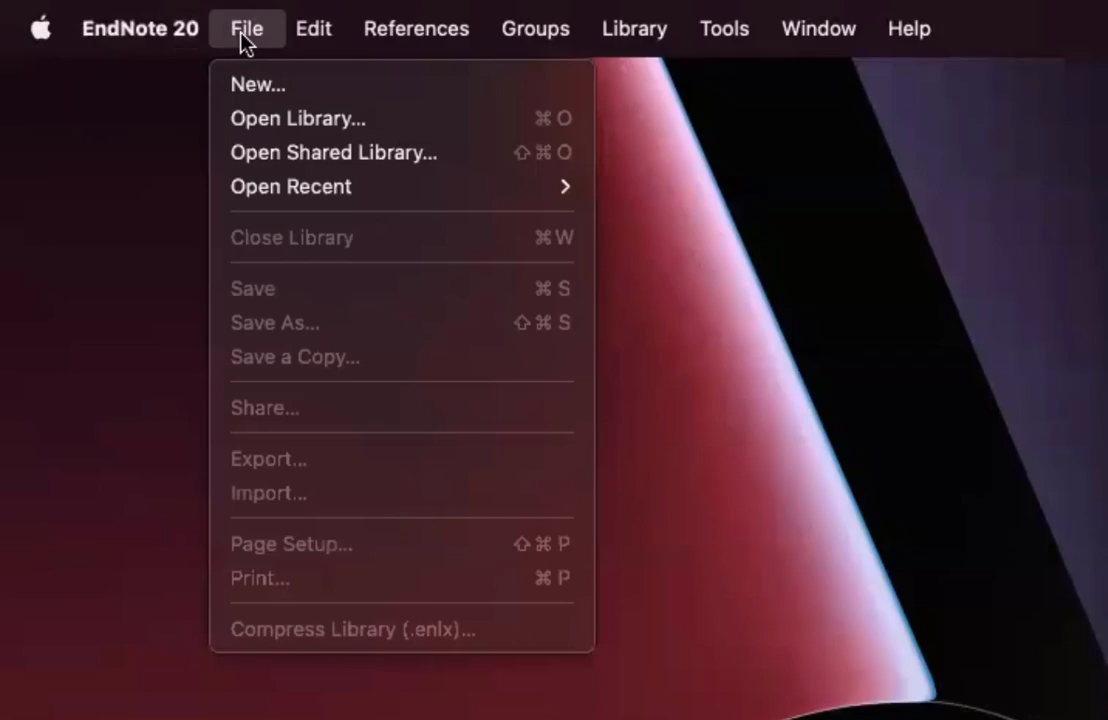 EndNote 20 File Edit References Groups Library Tools Window Help
New...
Open Library... ⌘ O
Open Shared Library... ⇧ ⌘ O
Open Recent >
Close Library ⌘ W
Save ⌘ S
Save As... ⇧ ⌘ S
Save a Copy...
Share...
Export...
Import...
Page Setup... ⇧ ⌘ P
Print... ⌘ P
Compress Library (.enlx)...